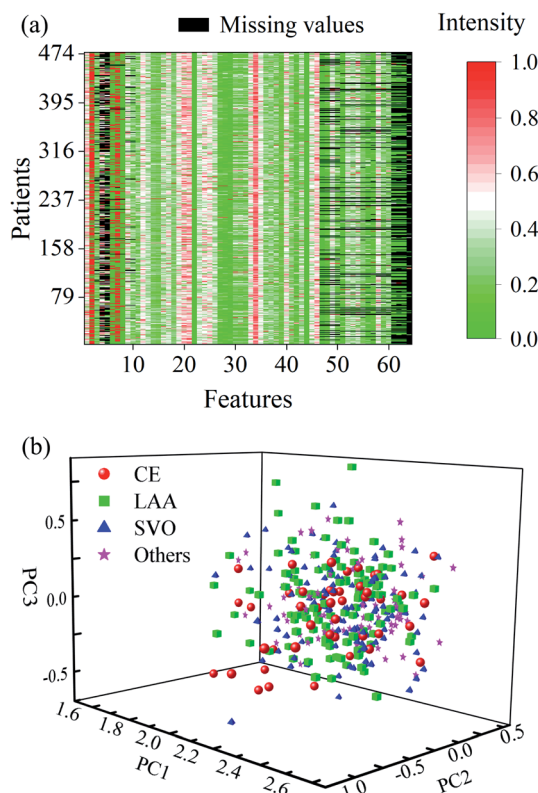 (a) Missing values Intensity
474
395
316
237
158
79
Patients
10 20 30 40 50 60
Features
1.0
0.8
0.6
0.4
0.2
0.0
(b)
CE
LAA
SVO
Others
0.5
0.0
-0.5
PC3
1.6 1.8 2.0 2.2 2.4 2.6
PC1
1.0 -0.5 0.0 0.5
PC2